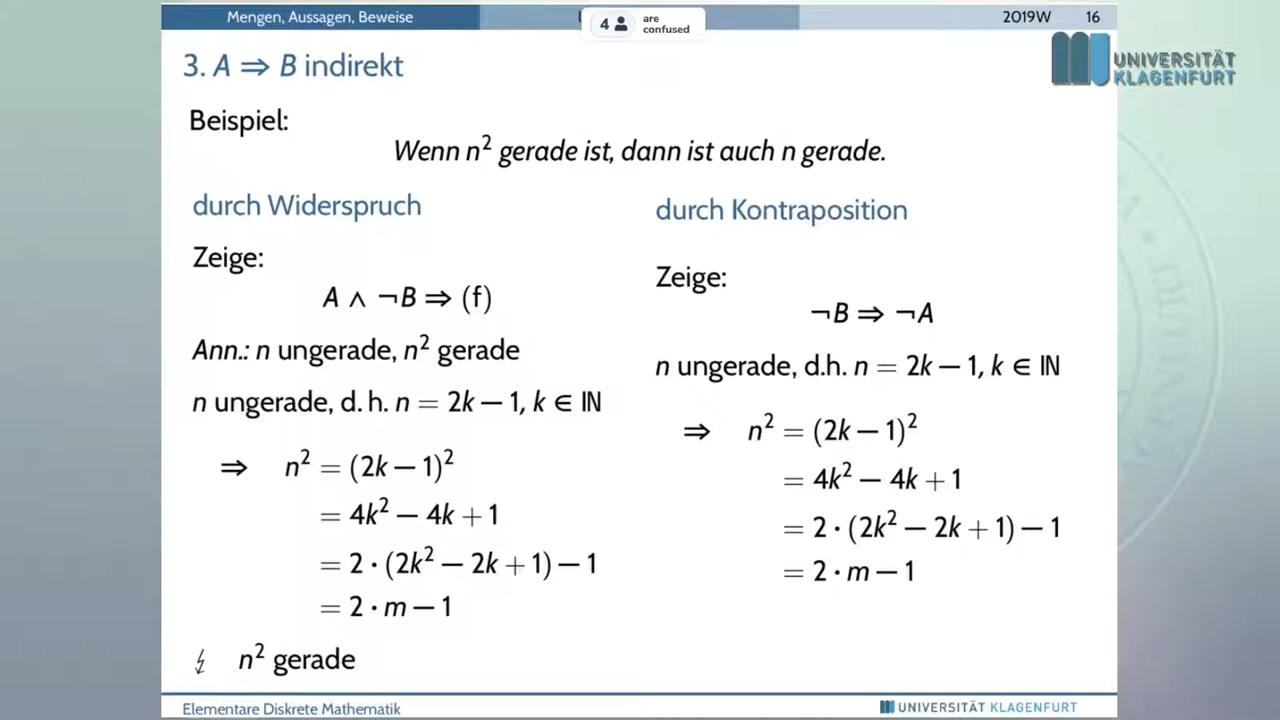 Mengen, Aussagen, Beweise
4 are confused
2019W 16
UNIVERSITÄT KLAGENFURT
3. A ⇒ B indirekt
Beispiel:
Wenn n² gerade ist, dann ist auch n gerade.
durch Widerspruch
Zeige:
A ∧ ¬B ⇒ (f)
Ann.: n ungerade, n² gerade
n ungerade, d. h. n = 2k − 1, k ∈ ℕ
⇒ n² = (2k − 1)²
= 4k² − 4k + 1
= 2 · (2k² − 2k + 1) − 1
= 2 · m − 1
↯ n² gerade
durch Kontraposition
Zeige:
¬B ⇒ ¬A
n ungerade, d.h. n = 2k − 1, k ∈ ℕ
⇒ n² = (2k − 1)²
= 4k² − 4k + 1
= 2 · (2k² − 2k + 1) − 1
= 2 · m − 1
Elementare Diskrete Mathematik
UNIVERSITÄT KLAGENFURT